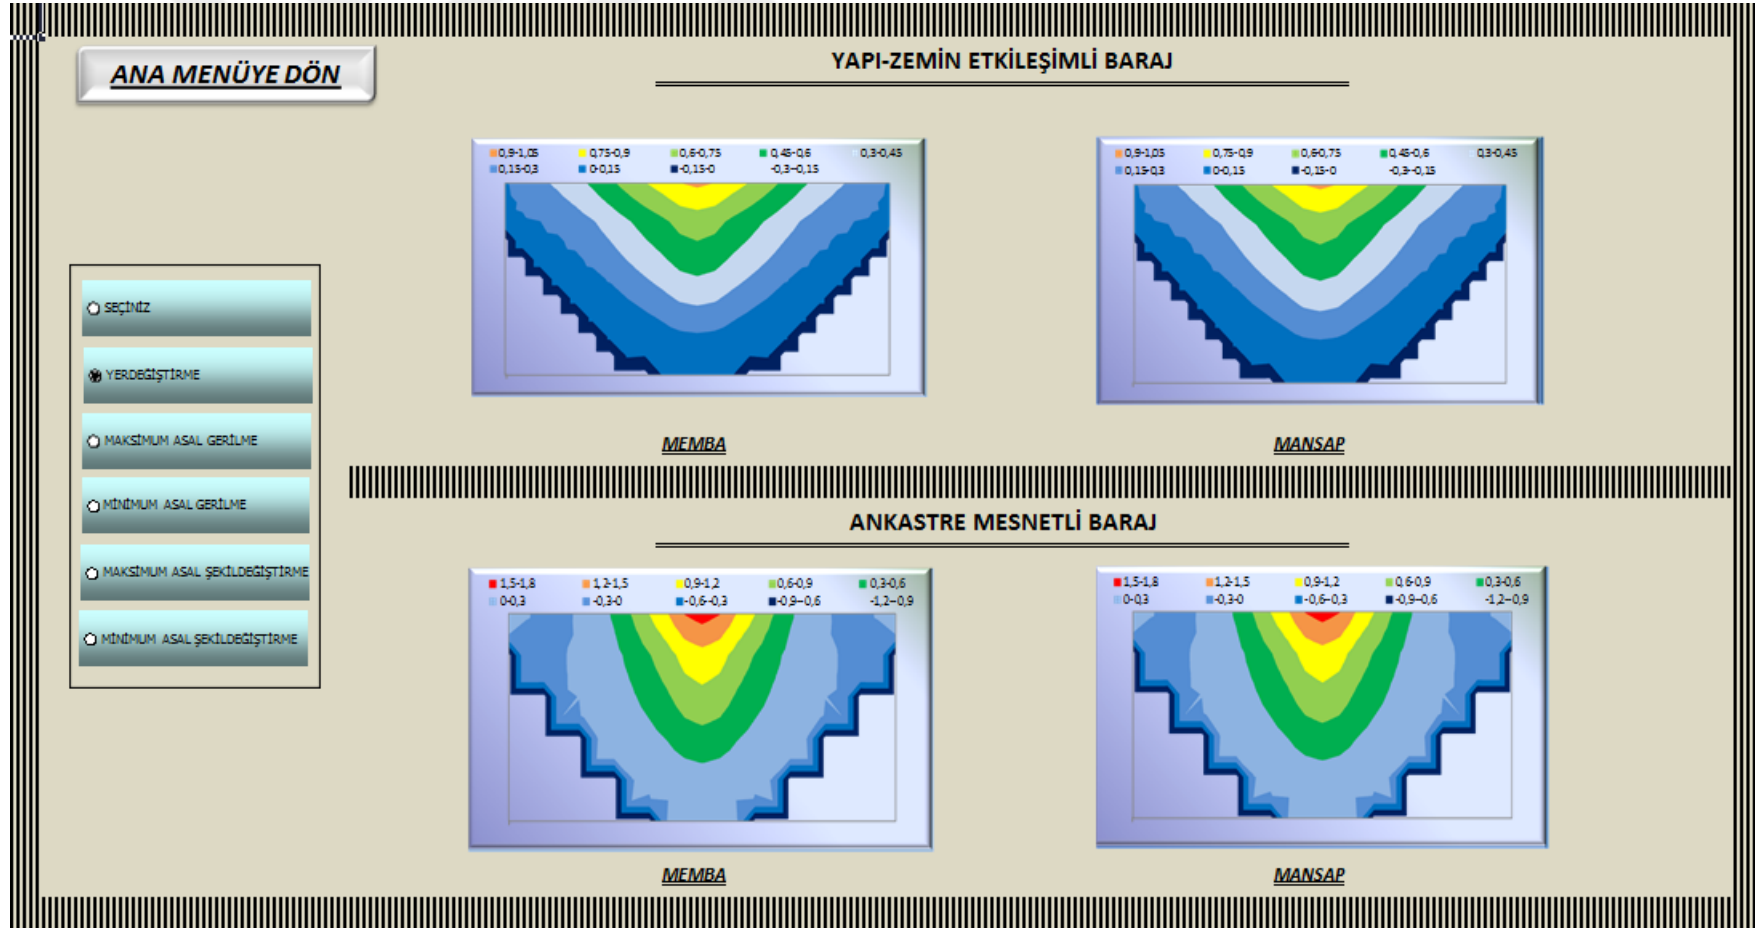 YAPI-ZEMİN ETKİLEŞİMLİ BARAJ
ANA MENÜYE DÖN
0,9-1,05 0,75-0,9 0,6-0,75 0,45-0,6 0,3-0,45
0,15-0,3 0-0,15 -0,15-0 -0,3--0,15
0,9-1,05 0,75-0,9 0,6-0,75 0,45-0,6 0,3-0,45
0,15-0,3 0-0,15 -0,15-0 -0,3--0,15
MEMBA
MANSAP
SEÇİNİZ
YERDEĞİŞTİRME
MAKSİMUM ASAL GERİLME
MİNİMUM ASAL GERİLME
MAKSİMUM ASAL ŞEKİLDEĞİŞTİRME
MİNİMUM ASAL ŞEKİLDEĞİŞTİRME
ANKASTRE MESNETLİ BARAJ
1,5-1,8 1,2-1,5 0,9-1,2 0,6-0,9 0,3-0,6
0-0,3 -0,3-0 -0,6--0,3 -0,9--0,6 -1,2--0,9
1,5-1,8 1,2-1,5 0,9-1,2 0,6-0,9 0,3-0,6
0-0,3 -0,3-0 -0,6--0,3 -0,9--0,6 -1,2--0,9
MEMBA
MANSAP